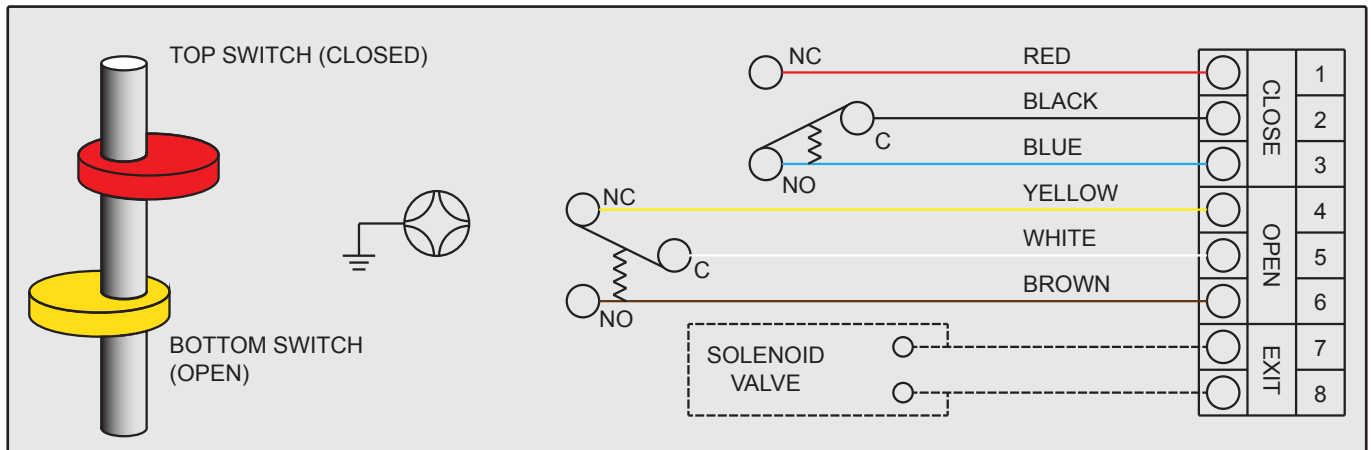 TOP SWITCH (CLOSED)
BOTTOM SWITCH
(OPEN)
NC
C
NO
NC
C
NO
RED
BLACK
BLUE
YELLOW
WHITE
BROWN
SOLENOID
VALVE
CLOSE
OPEN
EXIT
1
2
3
4
5
6
7
8